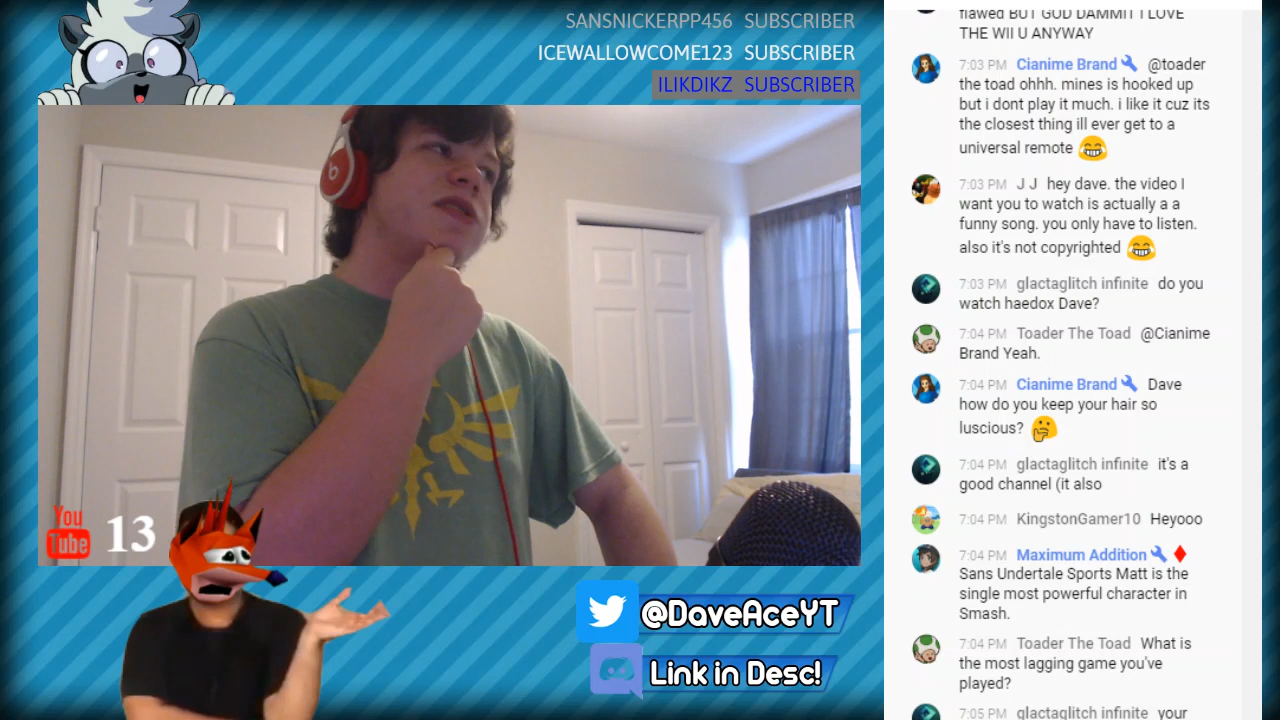 SANSNICKERPP456 SUBSCRIBER
ICEWALLOWCOME123 SUBSCRIBER
ILIKDIKZ SUBSCRIBER
You
Tube
13
@DaveAceYT
Link in Desc!
flawed BUT GOD DAMMIT I LOVE
THE WII U ANYWAY
7:03 PM Cianime Brand @toader
the toad ohhh. mines is hooked up
but i dont play it much. i like it cuz its
the closest thing ill ever get to a
universal remote
7:03 PM J J hey dave. the video I
want you to watch is actually a a
funny song. you only have to listen.
also it's not copyrighted
7:03 PM glactaglitch infinite do you
watch haedox Dave?
7:04 PM Toader The Toad @Cianime
Brand Yeah.
7:04 PM Cianime Brand Dave
how do you keep your hair so
luscious?
7:04 PM glactaglitch infinite it's a
good channel (it also
7:04 PM KingstonGamer10 Heyooo
7:04 PM Maximum Addition
Sans Undertale Sports Matt is the
single most powerful character in
Smash.
7:04 PM Toader The Toad What is
the most lagging game you've
played?
7:05 PM glactaglitch infinite your